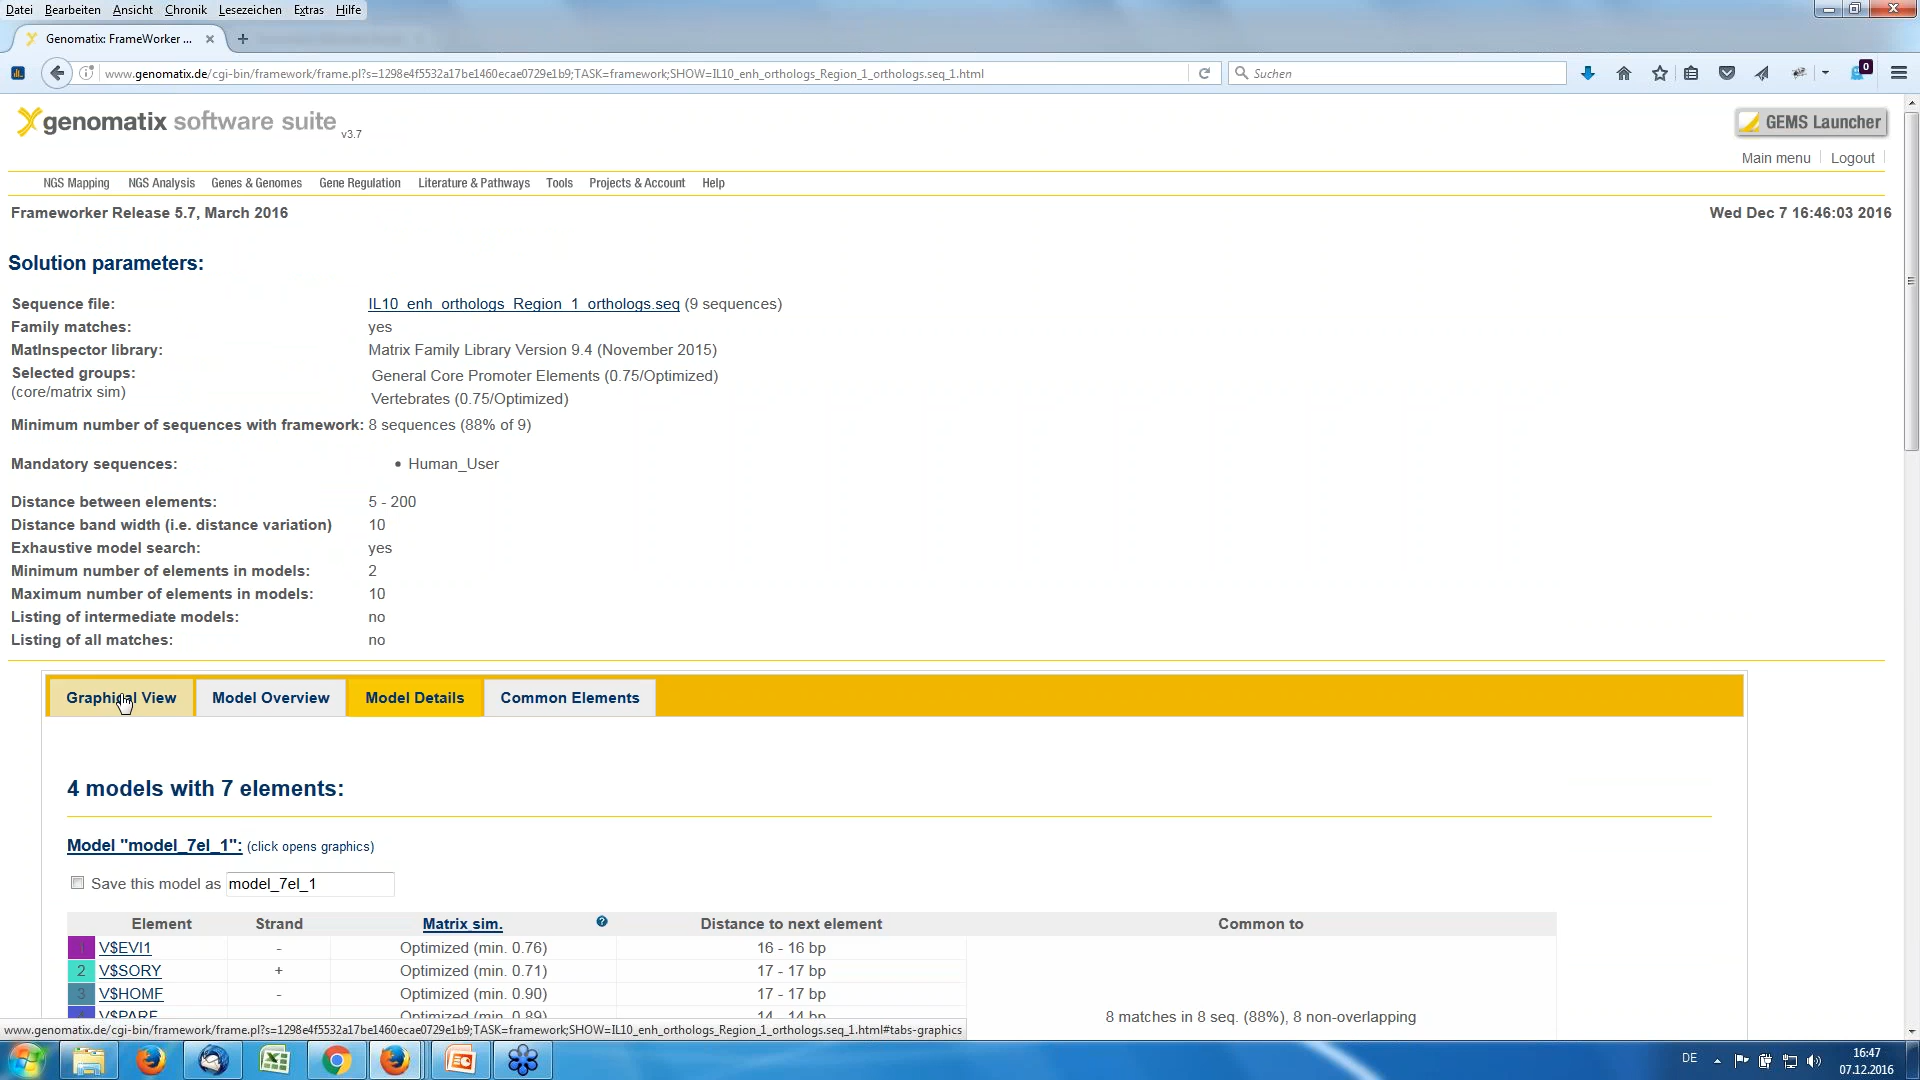 Datei Bearbeiten Ansicht Chronik Lesezeichen Extras Hilfe
Genomatix: FrameWorker ...
www.genomatix.de/cgi-bin/framework/frame.pl?s=1298e4f5532a17be1460ecae0729e1b9;TASK=framework;SHOW=IL10_enh_orthologs_Region_1_orthologs.seq_1.html
Suchen
0
genomatix software suite v3.7
GEMS Launcher
Main menu Logout
NGS Mapping NGS Analysis Genes & Genomes Gene Regulation Literature & Pathways Tools Projects & Account Help
Frameworker Release 5.7, March 2016 Wed Dec 7 16:46:03 2016
Solution parameters:
Sequence file: IL10_enh_orthologs_Region_1_orthologs.seq (9 sequences)
Family matches: yes
MatInspector library: Matrix Family Library Version 9.4 (November 2015)
Selected groups: General Core Promoter Elements (0.75/Optimized)
(core/matrix sim) Vertebrates (0.75/Optimized)
Minimum number of sequences with framework: 8 sequences (88% of 9)
Mandatory sequences: • Human_User
Distance between elements: 5 - 200
Distance band width (i.e. distance variation) 10
Exhaustive model search: yes
Minimum number of elements in models: 2
Maximum number of elements in models: 10
Listing of intermediate models: no
Listing of all matches: no
Graphical View Model Overview Model Details Common Elements
4 models with 7 elements:
Model "model_7el_1": (click opens graphics)
Save this model as model_7el_1
Element Strand Matrix sim. ? Distance to next element Common to
1 V$EVI1 - Optimized (min. 0.76) 16 - 16 bp
2 V$SORY + Optimized (min. 0.71) 17 - 17 bp
3 V$HOMF - Optimized (min. 0.90) 17 - 17 bp
V$PARF Optimized (min. 0.89) 14 - 14 bp
8 matches in 8 seq. (88%), 8 non-overlapping
www.genomatix.de/cgi-bin/framework/frame.pl?s=1298e4f5532a17be1460ecae0729e1b9;TASK=framework;SHOW=IL10_enh_orthologs_Region_1_orthologs.seq_1.html#tabs-graphics
DE
16:47
07.12.2016